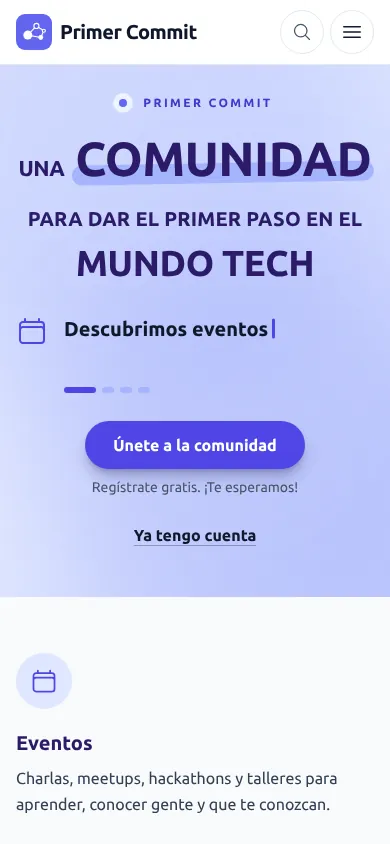 Primer Commit
PRIMER COMMIT
UNA COMUNIDAD
PARA DAR EL PRIMER PASO EN EL
MUNDO TECH
Descubrimos eventos
Únete a la comunidad
Regístrate gratis. ¡Te esperamos!
Ya tengo cuenta
Eventos
Charlas, meetups, hackathons y talleres para
aprender, conocer gente y que te conozcan.